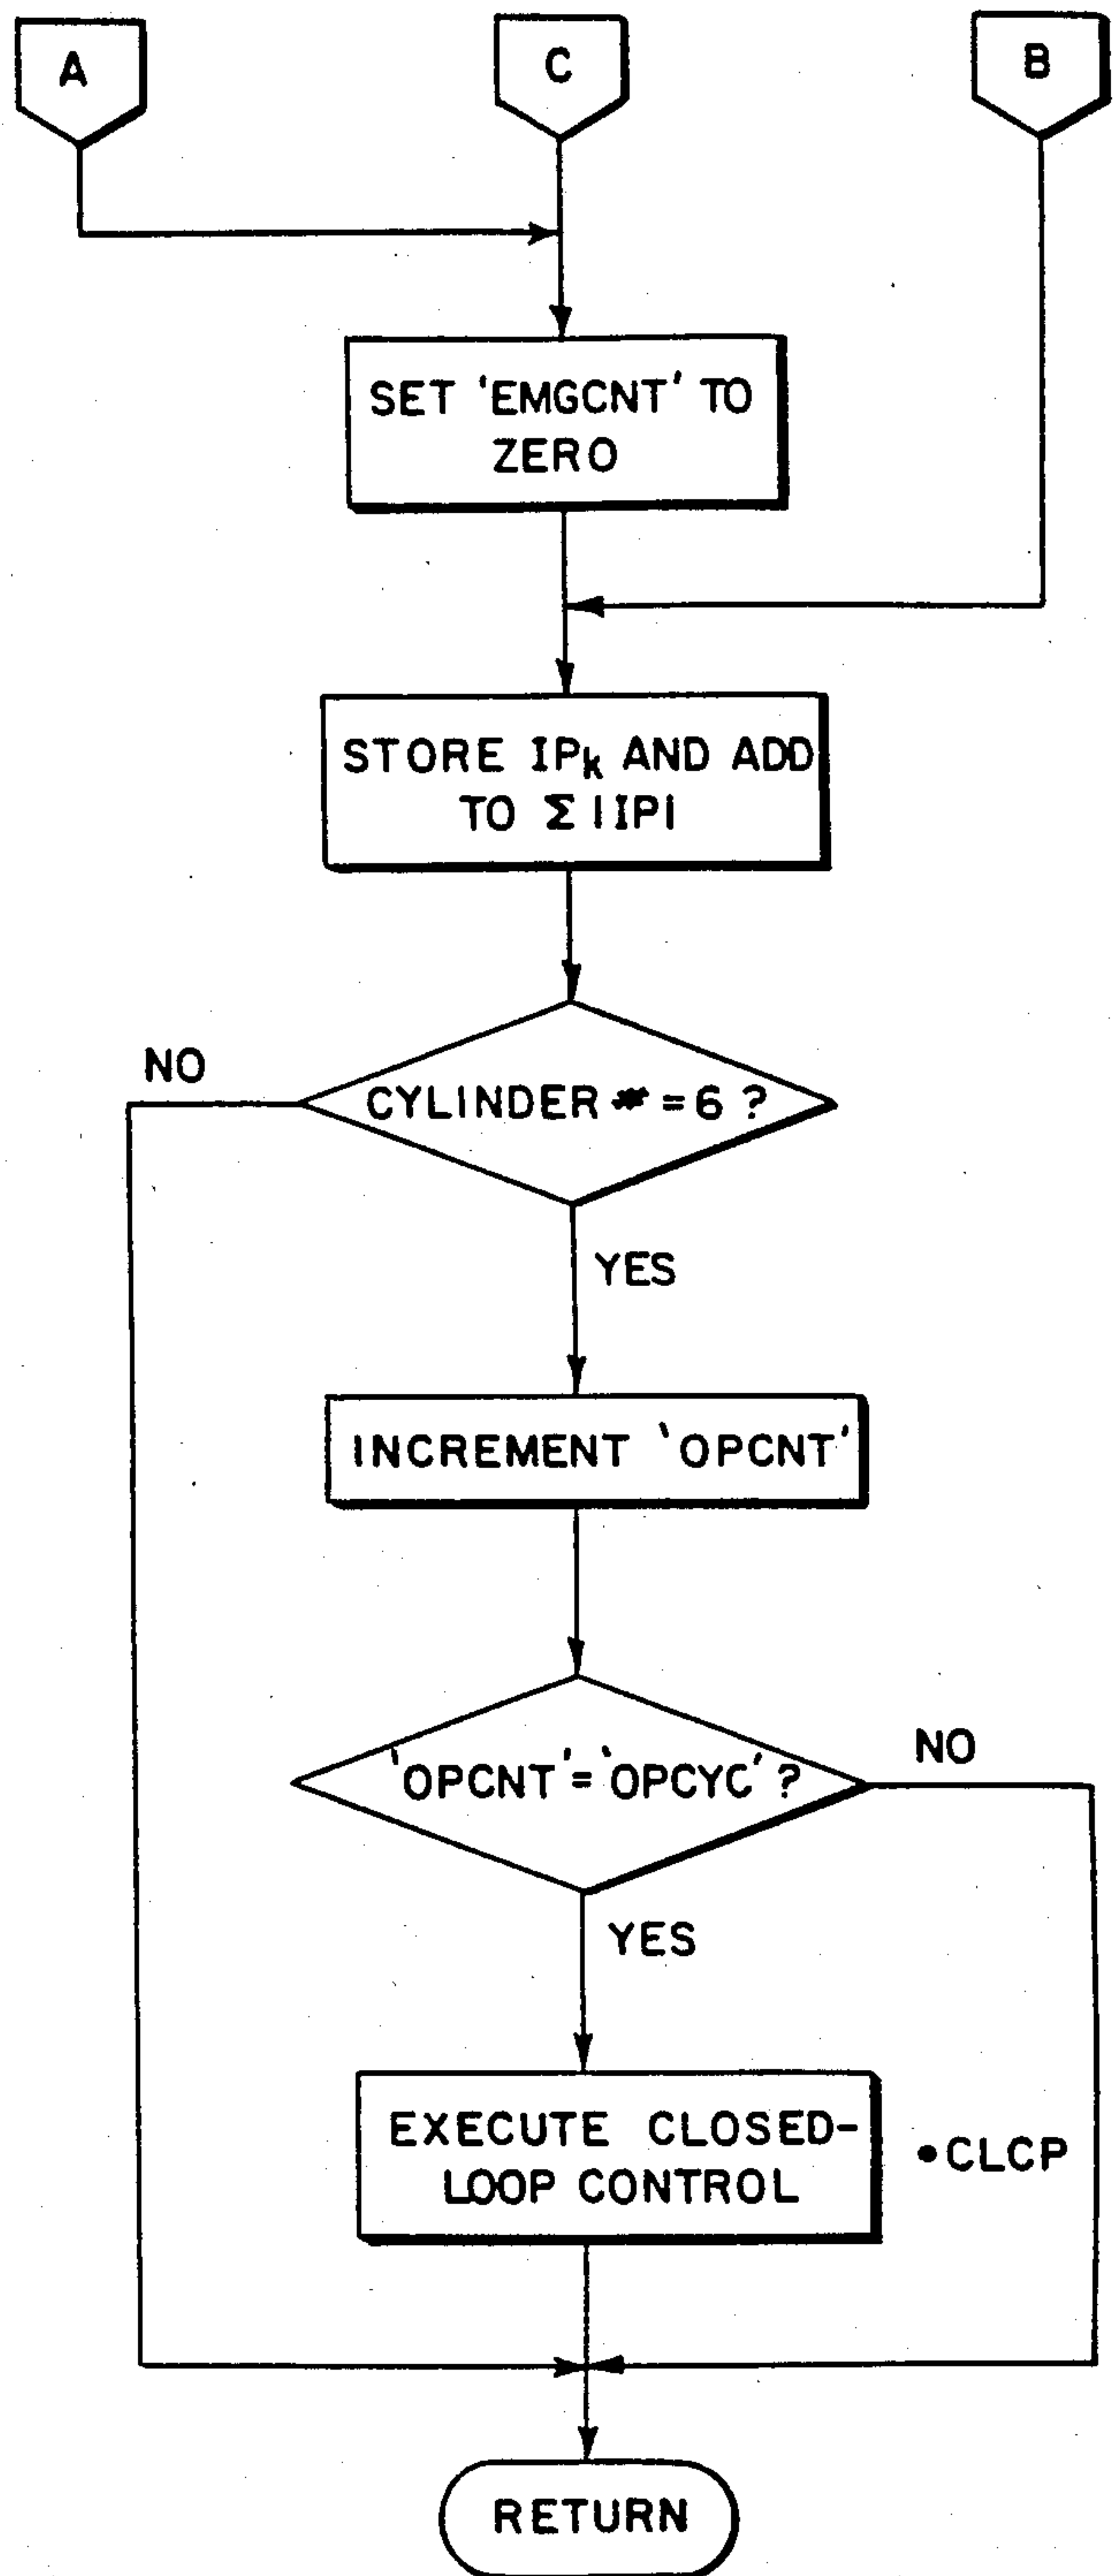 A
C
B
SET 'EMGCNT' TO
ZERO
STORE IPₖ AND ADD
TO Σ |IP|
NO
CYLINDER # = 6 ?
YES
INCREMENT 'OPCNT'
'OPCNT' = 'OPCYC' ?
NO
YES
EXECUTE CLOSED-
LOOP CONTROL
•CLCP
RETURN